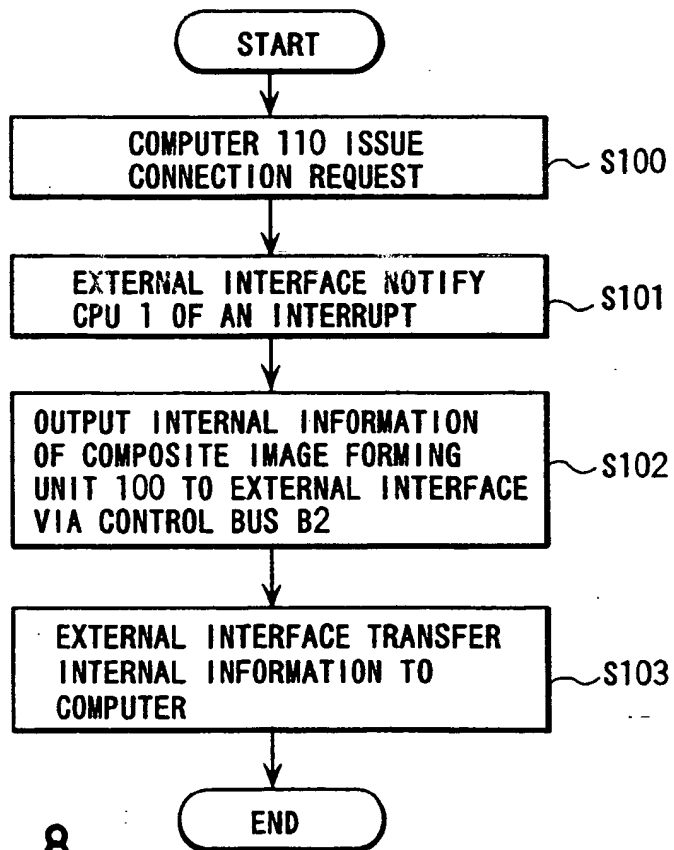 START
COMPUTER 110 ISSUE
CONNECTION REQUEST
S100
EXTERNAL INTERFACE NOTIFY
CPU 1 OF AN INTERRUPT
S101
OUTPUT INTERNAL INFORMATION
OF COMPOSITE IMAGE FORMING
UNIT 100 TO EXTERNAL INTERFACE
VIA CONTROL BUS B2
S102
EXTERNAL INTERFACE TRANSFER
INTERNAL INFORMATION TO
COMPUTER
S103
END
8